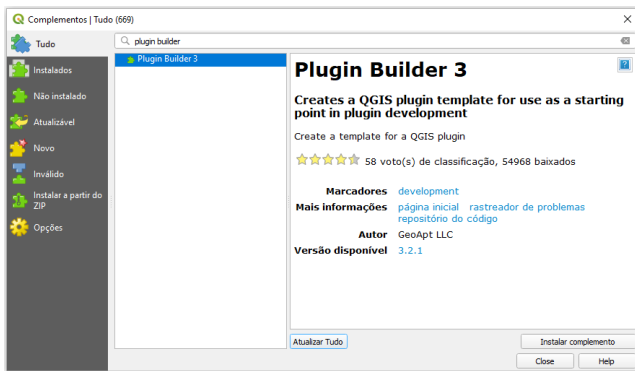 Complementos | Tudo (669)
Tudo
Instalados
Não instalado
Atualizável
Novo
Inválido
Instalar a partir do
ZIP
Opções
plugin builder
Plugin Builder 3
Plugin Builder 3
Creates a QGIS plugin template for use as a starting
point in plugin development
Create a template for a QGIS plugin
58 voto(s) de classificação, 54968 baixados
Marcadores development
Mais informações página inicial rastreador de problemas
repositório do código
Autor GeoApt LLC
Versão disponível 3.2.1
Atualizar Tudo
Instalar complemento
Close
Help